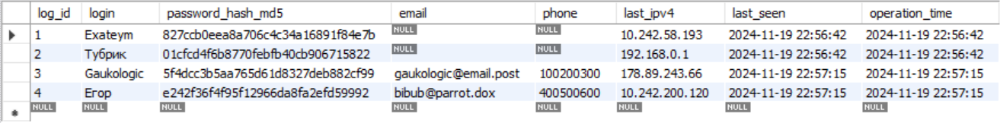 log_id login password_hash_md5 email phone last_ipv4 last_seen operation_time
1 Exateym 827ccb0eea8a706c4c34a16891f84e7b NULL NULL 10.242.58.193 2024-11-19 22:56:42 2024-11-19 22:56:42
2 Тубрик 01cfcd4f6b8770febfb40cb906715822 NULL NULL 192.168.0.1 2024-11-19 22:56:42 2024-11-19 22:56:42
3 Gaukologic 5f4dcc3b5aa765d61d8327deb882cf99 gaukologic@email.post 100200300 178.89.243.66 2024-11-19 22:57:15 2024-11-19 22:57:15
4 Егор e242f36f4f95f12966da8fa2efd59992 bibub@parrot.dox 400500600 10.242.200.120 2024-11-19 22:57:15 2024-11-19 22:57:15
NULL NULL NULL NULL NULL NULL NULL NULL